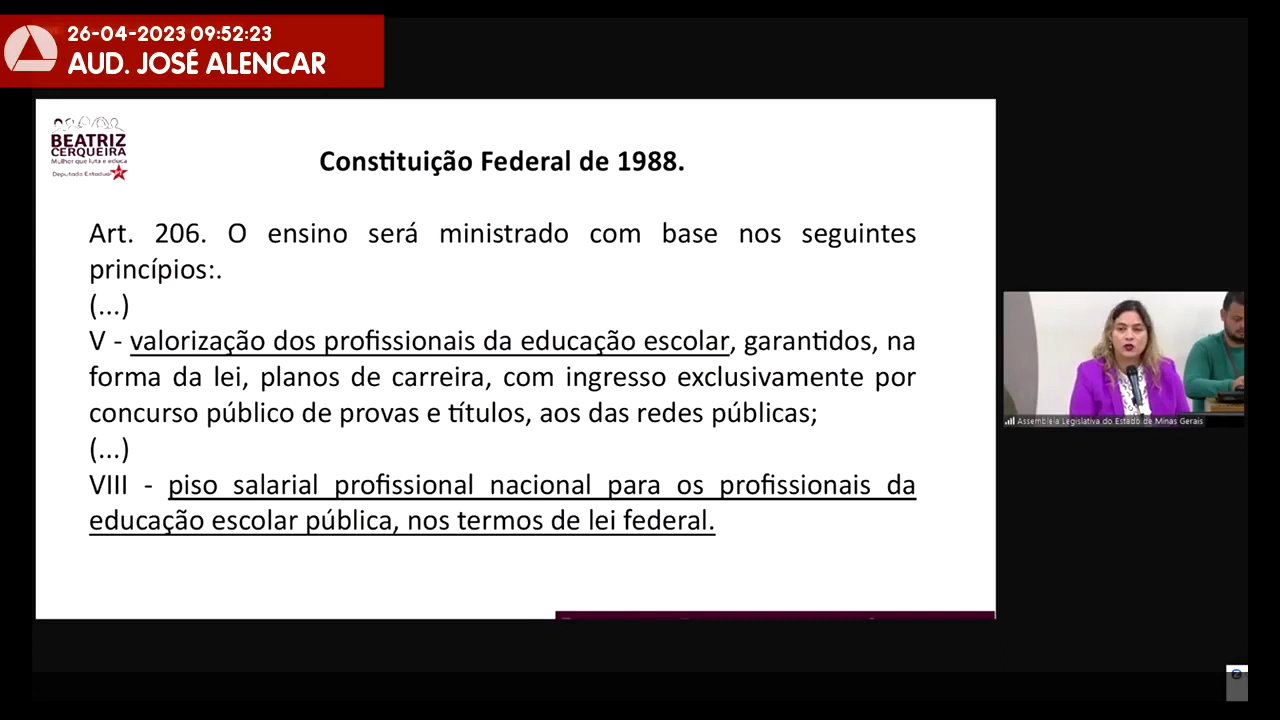 26-04-2023 09:52:23
AUD. JOSÉ ALENCAR
BEATRIZ
CERQUEIRA
Mulher que luta e educa
Deputada Estadual
PT
Constituição Federal de 1988.
Art. 206. O ensino será ministrado com base nos seguintes
princípios:.
(...)
V - valorização dos profissionais da educação escolar, garantidos, na
forma da lei, planos de carreira, com ingresso exclusivamente por
concurso público de provas e títulos, aos das redes públicas;
(...)
VIII - piso salarial profissional nacional para os profissionais da
educação escolar pública, nos termos de lei federal.
Assembleia Legislativa do Estado de Minas Gerais